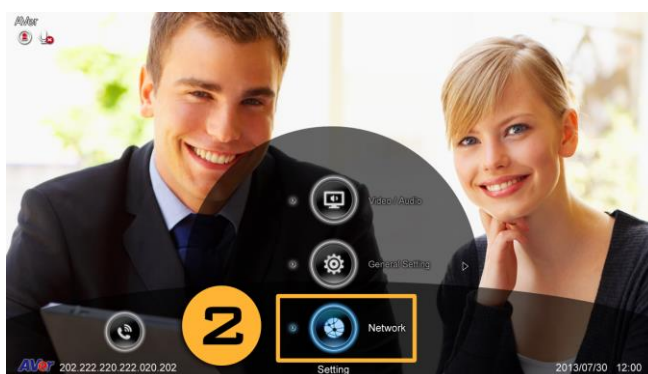 AVer
Video / Audio
General Setting
2
Network
AVer 202.222.220.222.020.202
Setting
2013/07/30 12:00